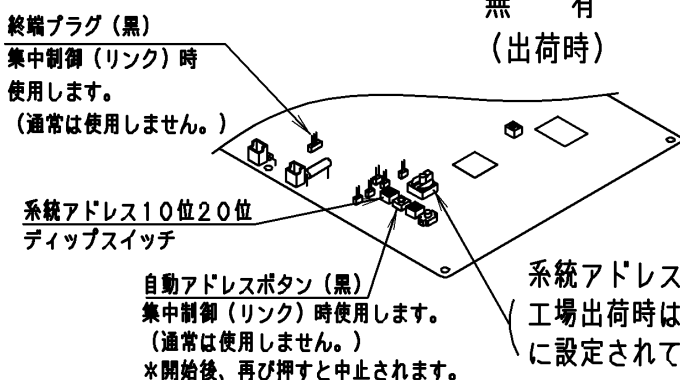 無　有
（出荷時）
終端プラグ（黒）
集中制御（リンク）時
使用します。
（通常は使用しません。）
系統アドレス１０位２０位
ディップスイッチ
自動アドレスボタン（黒）
集中制御（リンク）時使用します。
（通常は使用しません。）
＊開始後、再び押すと中止されます。
系統アドレス
工場出荷時は
に設定されて